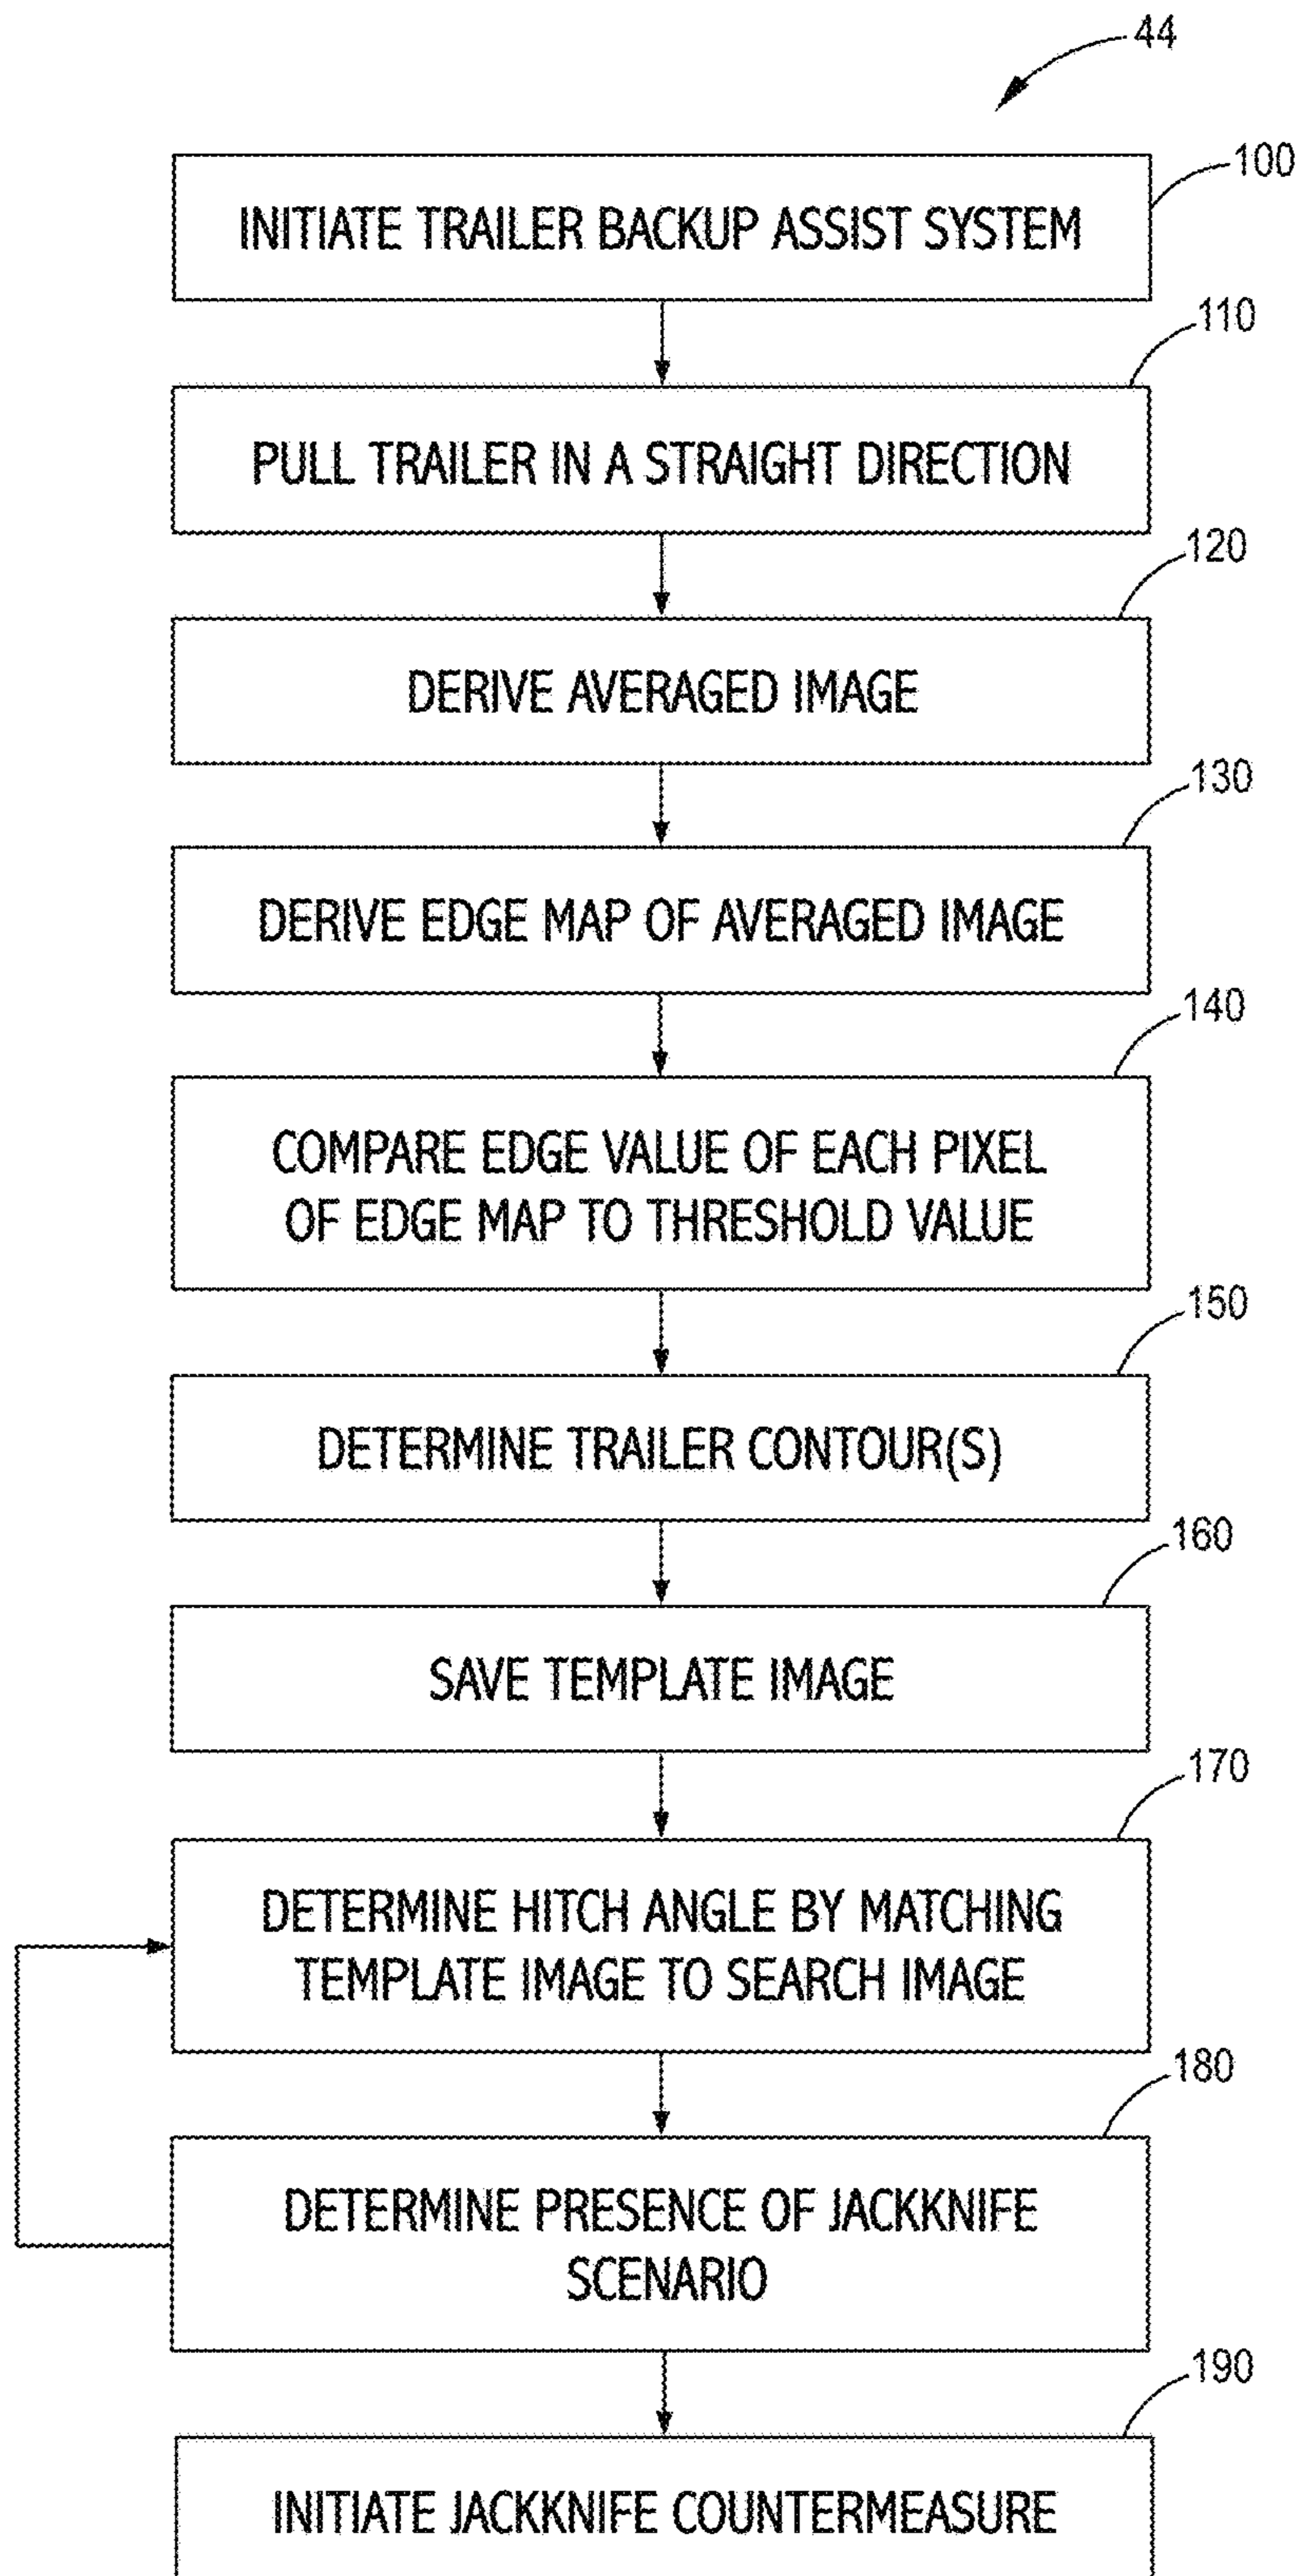 44
100
INITIATE TRAILER BACKUP ASSIST SYSTEM
110
PULL TRAILER IN A STRAIGHT DIRECTION
120
DERIVE AVERAGED IMAGE
130
DERIVE EDGE MAP OF AVERAGED IMAGE
140
COMPARE EDGE VALUE OF EACH PIXEL
OF EDGE MAP TO THRESHOLD VALUE
150
DETERMINE TRAILER CONTOUR(S)
160
SAVE TEMPLATE IMAGE
170
DETERMINE HITCH ANGLE BY MATCHING
TEMPLATE IMAGE TO SEARCH IMAGE
180
DETERMINE PRESENCE OF JACKKNIFE
SCENARIO
190
INITIATE JACKKNIFE COUNTERMEASURE